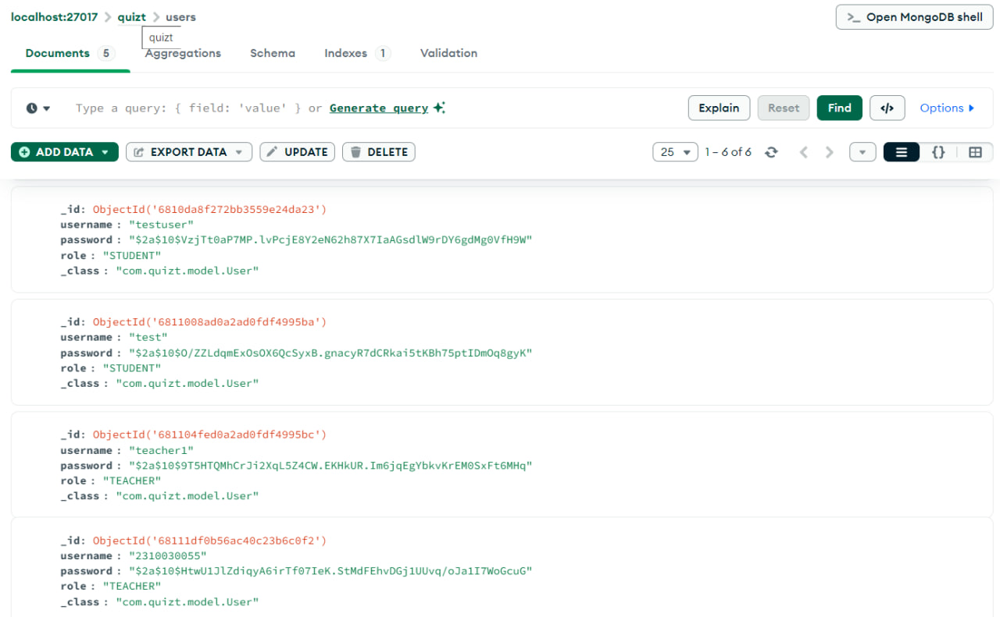 localhost:27017 > quizt > users
>_ Open MongoDB shell
quizt
Documents 5 Aggregations Schema Indexes 1 Validation
Type a query: { field: 'value' } or Generate query
Explain Reset Find </> Options
ADD DATA EXPORT DATA UPDATE DELETE
25 1 – 6 of 6 {}
_id: ObjectId('6810da8f272bb3559e24da23')
username : "testuser"
password : "$2a$10$VzjTt0aP7MP.lvPcjE8Y2eN62h87X7IaAGsdlW9rDY6gdMg0VfH9W"
role : "STUDENT"
_class : "com.quizt.model.User"
_id: ObjectId('6811008ad0a2ad0fdf4995ba')
username : "test"
password : "$2a$10$O/ZZLdqmExOsOX6QcSyxB.gnacyR7dCRkai5tKBh75ptIDmOq8gyK"
role : "STUDENT"
_class : "com.quizt.model.User"
_id: ObjectId('681104fed0a2ad0fdf4995bc')
username : "teacher1"
password : "$2a$10$9T5HTQMhCrJi2XqL5Z4CW.EKHkUR.Im6jqEgYbkvKrEM0SxFt6MHq"
role : "TEACHER"
_class : "com.quizt.model.User"
_id: ObjectId('68111df0b56ac40c23b6c0f2')
username : "2310030055"
password : "$2a$10$HtwU1JlZdiqyA6irTf07IeK.StMdFEhvDGj1UUvq/oJa1I7WoGcuG"
role : "TEACHER"
_class : "com.quizt.model.User"